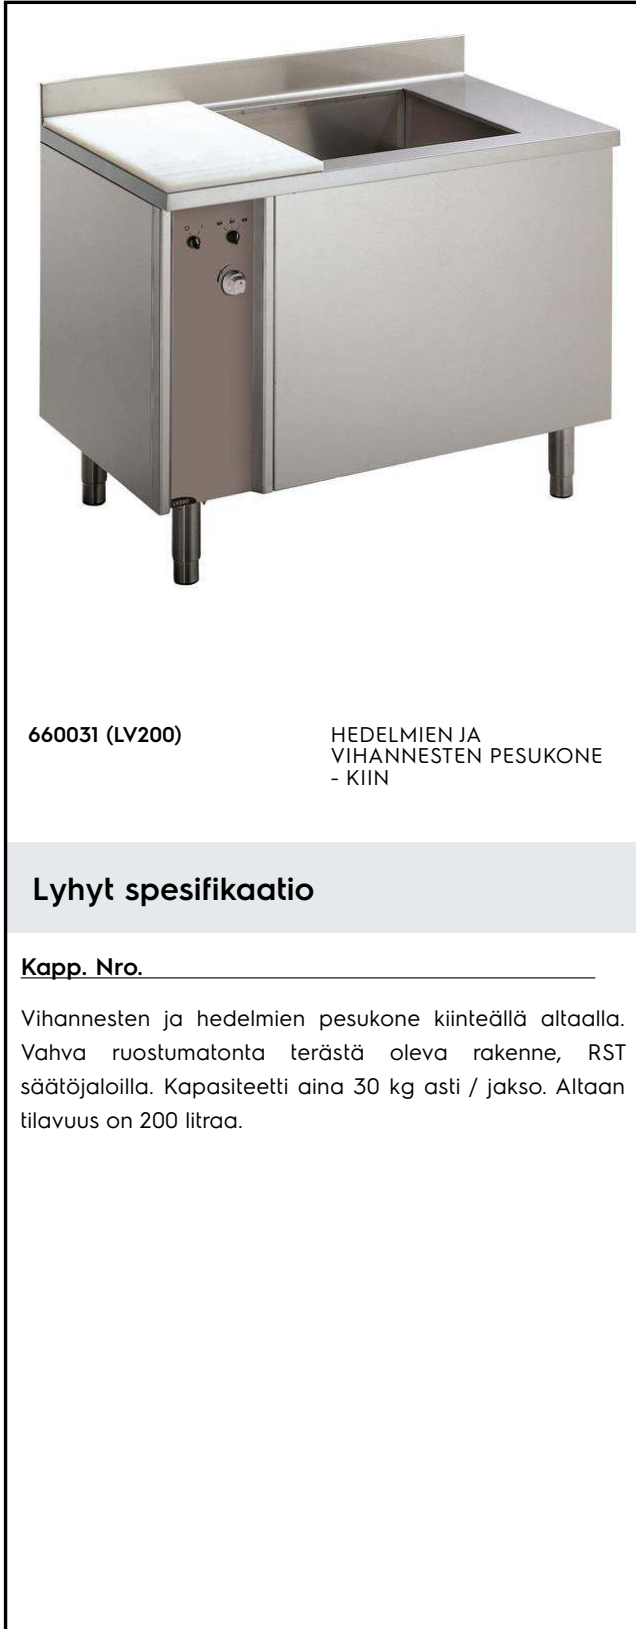 660031 (LV200)
HEDELMIEN JA
VIHANNESTEN PESUKONE
- KIIN
Lyhyt spesifikaatio
Kapp. Nro.
Vihannesten ja hedelmien pesukone kiinteällä altaalla.
Vahva ruostumatonta terästä oleva rakenne, RST
säätöjaloilla. Kapasiteetti aina 30 kg asti / jakso. Altaan
tilavuus on 200 litraa.